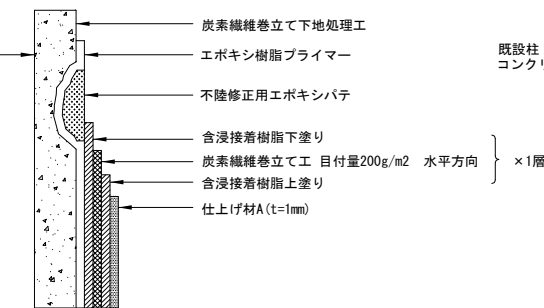 炭素繊維巻立て下地処理工
エポキシ樹脂プライマー
不陸修正用エポキシパテ
含浸接着樹脂下塗り
炭素繊維巻立て工 目付量200g/m2 水平方向
含浸接着樹脂上塗り
仕上げ材A(t=1mm)
×1層
既設柱
コンクリ